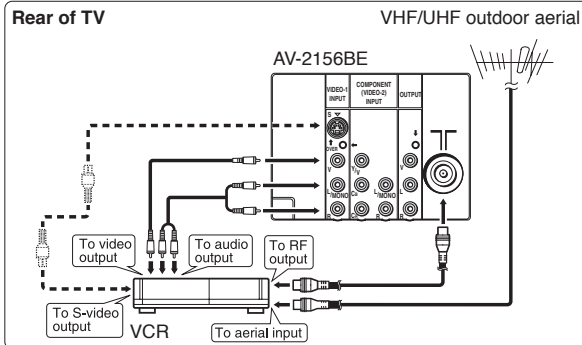 Rear of TV
VHF/UHF outdoor aerial
AV-2156BE
VIDEO-1
INPUT
COMPONENT
(VIDEO-2)
INPUT
OUTPUT
S
OVER
V
Y/V
V
L/MONO
L/MONO
L
R
R
R
To video
output
To audio
output
To RF
output
To S-video
output
VCR
To aerial input